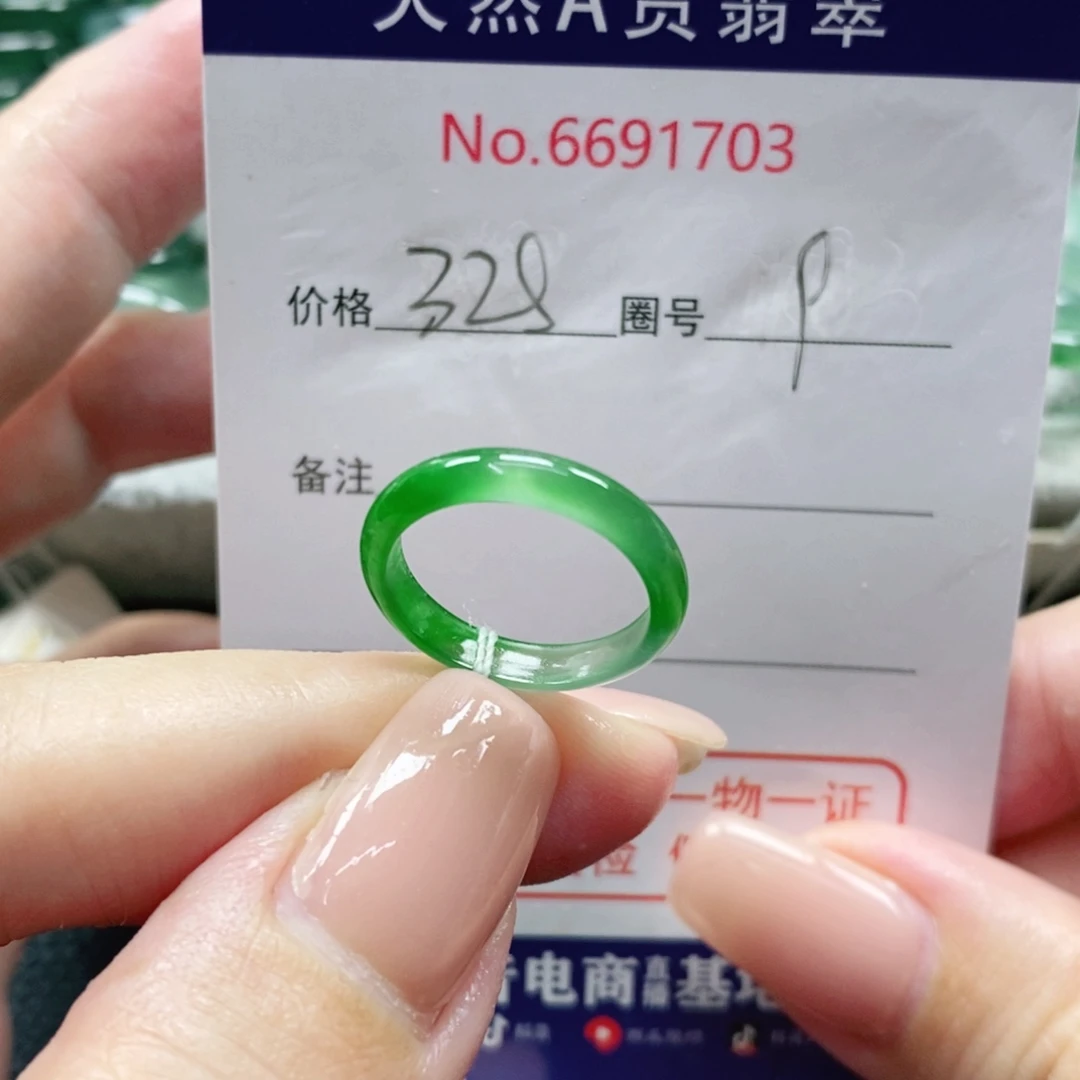 天然A货翡翠
No.6691703
价格 328 圈号 9
备注
一物一证
检
电商直播基地